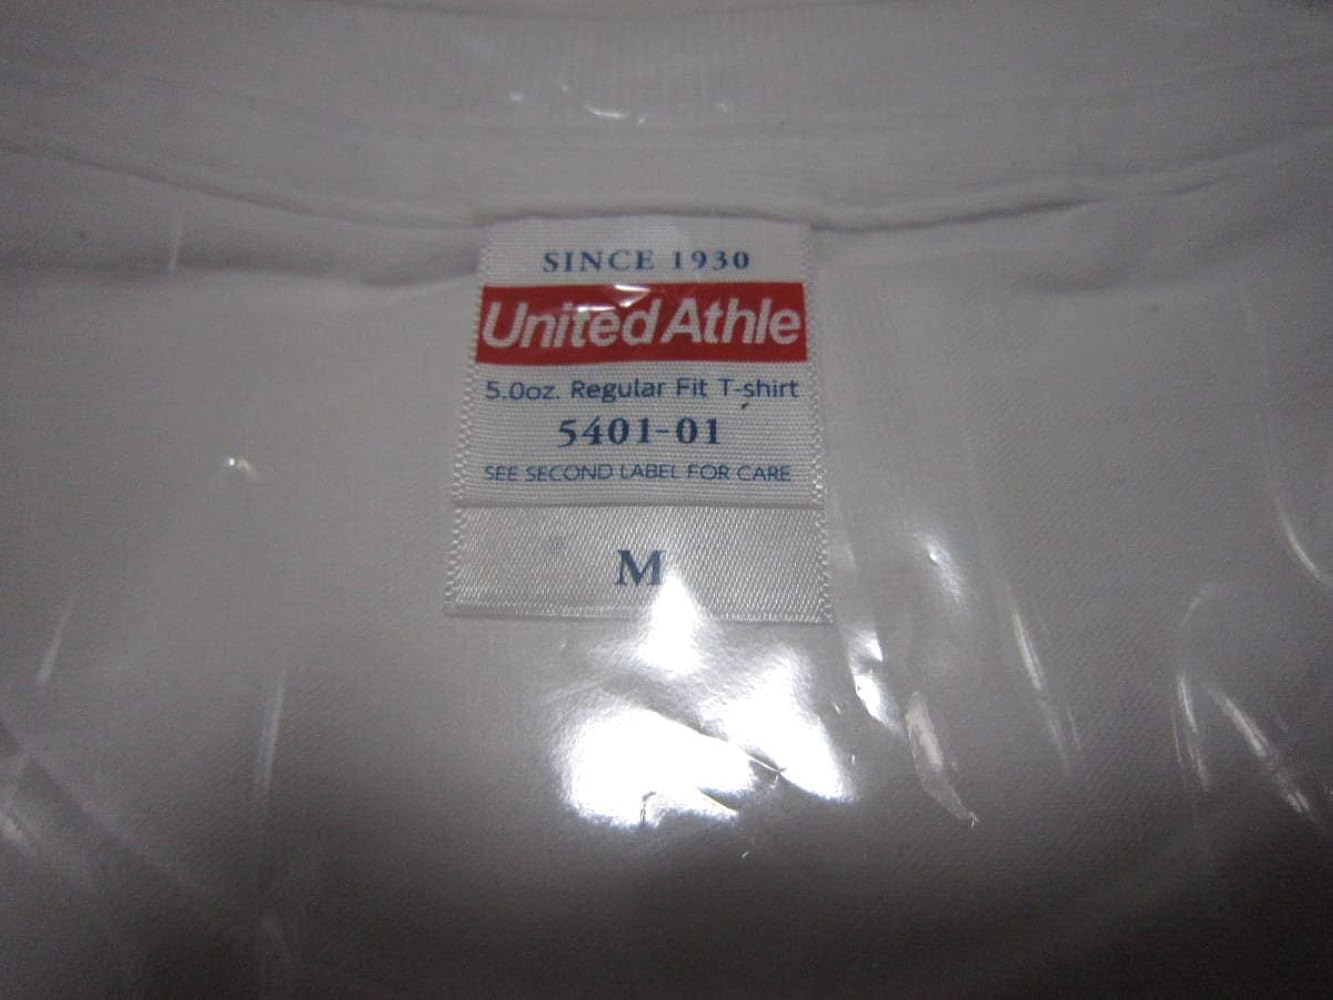 SINCE 1930
United Athle
5.0oz. Regular Fit T-shirt
5401-01
SEE SECOND LABEL FOR CARE
M